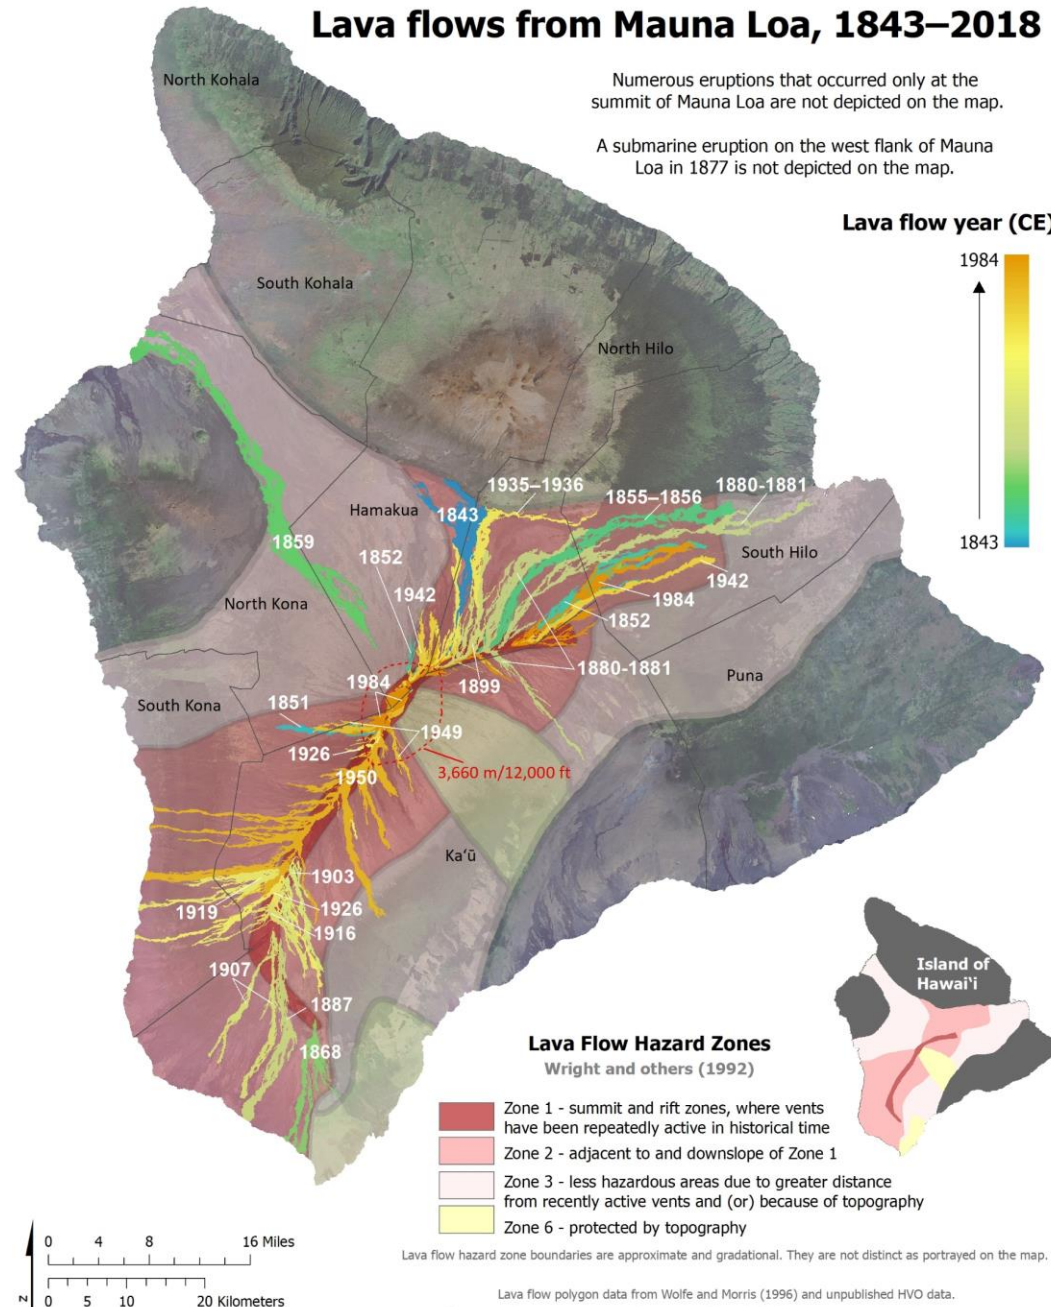 Lava flows from Mauna Loa, 1843–2018
Numerous eruptions that occurred only at the
summit of Mauna Loa are not depicted on the map.
A submarine eruption on the west flank of Mauna
Loa in 1877 is not depicted on the map.
Lava flow year (CE)
1984
1843
North Kohala
South Kohala
North Hilo
Hamakua
1843
1935–1936
1855–1856
1880-1881
South Hilo
1859
1852
1942
1942
1984
1852
North Kona
1880-1881
1899
Puna
1984
South Kona
1851
1949
1926
1950
3,660 m/12,000 ft
Kaʻū
1903
1926
1919
1916
1907
1887
1868
Island of
Hawai‘i
Lava Flow Hazard Zones
Wright and others (1992)
Zone 1 - summit and rift zones, where vents
have been repeatedly active in historical time
Zone 2 - adjacent to and downslope of Zone 1
Zone 3 - less hazardous areas due to greater distance
from recently active vents and (or) because of topography
Zone 6 - protected by topography
Lava flow hazard zone boundaries are approximate and gradational. They are not distinct as portrayed on the map.
Lava flow polygon data from Wolfe and Morris (1996) and unpublished HVO data.
0 4 8 16 Miles
0 5 10 20 Kilometers
N